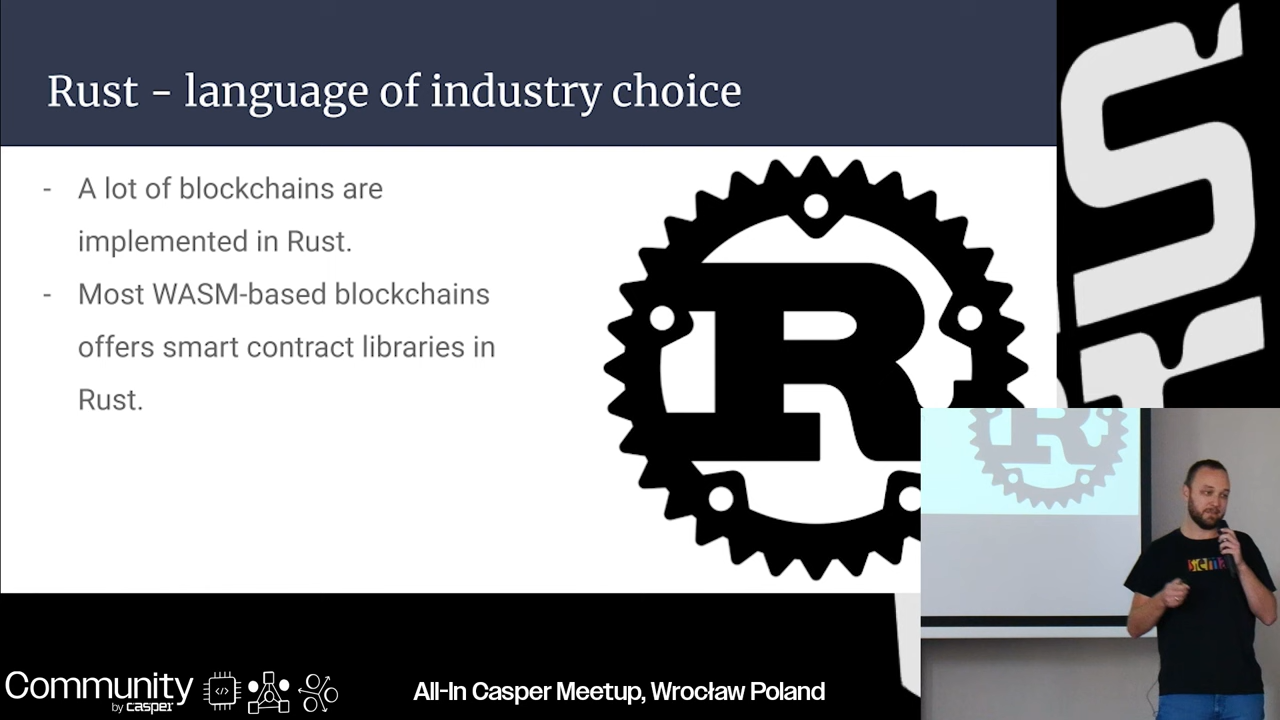 Rust - language of industry choice
- A lot of blockchains are
implemented in Rust.
- Most WASM-based blockchains
offers smart contract libraries in
Rust.
R
R
Community
by casper
</>
All-In Casper Meetup, Wrocław Poland